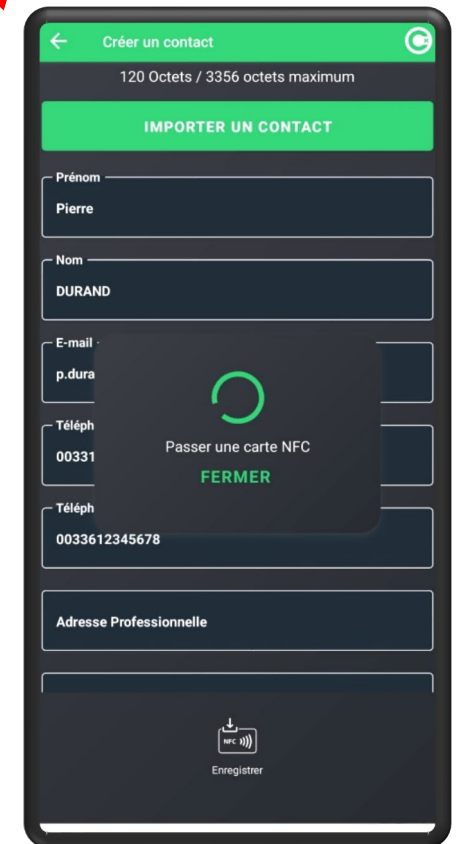 Créer un contact
120 Octets / 3356 octets maximum
IMPORTER UN CONTACT
Prénom
Pierre
Nom
DURAND
E-mail
p.dura
Téléph
00331
Passer une carte NFC
FERMER
Téléph
0033612345678
Adresse Professionnelle
NFC
Enregistrer